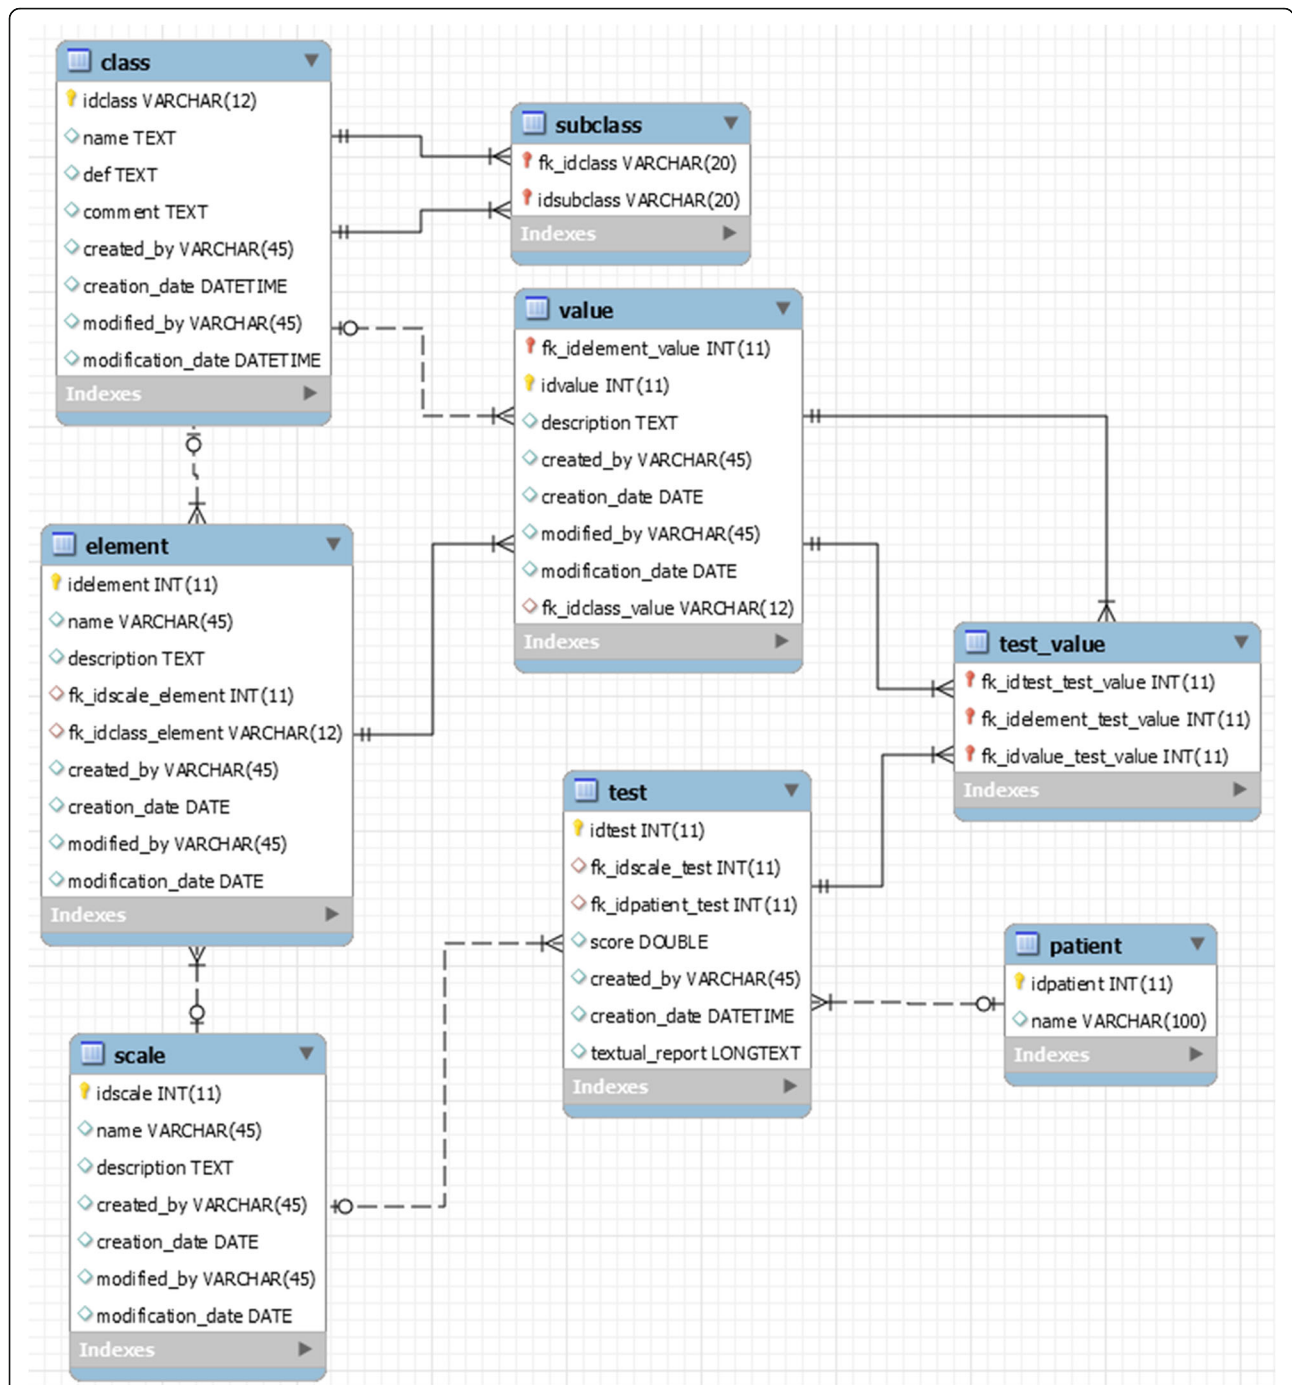 class
idclass VARCHAR(12)
name TEXT
def TEXT
comment TEXT
created_by VARCHAR(45)
creation_date DATETIME
modified_by VARCHAR(45)
modification_date DATETIME
Indexes
subclass
fk_idclass VARCHAR(20)
idsubclass VARCHAR(20)
Indexes
value
fk_idelement_value INT(11)
idvalue INT(11)
description TEXT
created_by VARCHAR(45)
creation_date DATE
modified_by VARCHAR(45)
modification_date DATE
fk_idclass_value VARCHAR(12)
Indexes
element
idelement INT(11)
name VARCHAR(45)
description TEXT
fk_idscale_element INT(11)
fk_idclass_element VARCHAR(12)
created_by VARCHAR(45)
creation_date DATE
modified_by VARCHAR(45)
modification_date DATE
Indexes
test_value
fk_idtest_test_value INT(11)
fk_idelement_test_value INT(11)
fk_idvalue_test_value INT(11)
Indexes
test
idtest INT(11)
fk_idscale_test INT(11)
fk_idpatient_test INT(11)
score DOUBLE
created_by VARCHAR(45)
creation_date DATETIME
textual_report LONGTEXT
Indexes
patient
idpatient INT(11)
name VARCHAR(100)
Indexes
scale
idscale INT(11)
name VARCHAR(45)
description TEXT
created_by VARCHAR(45)
creation_date DATE
modified_by VARCHAR(45)
modification_date DATE
Indexes